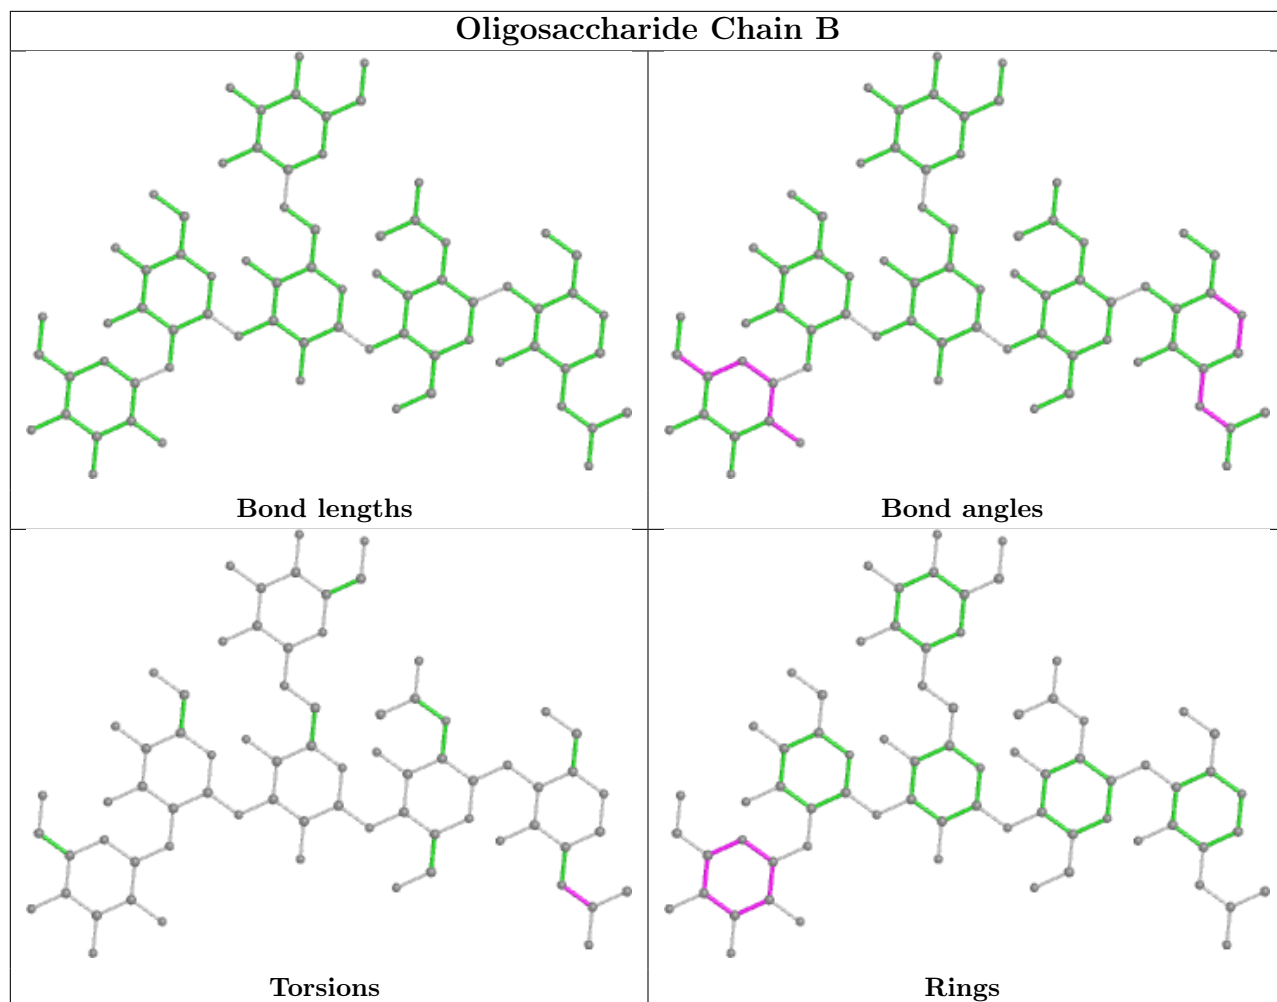 Oligosaccharide Chain B
Bond lengths
Bond angles
Torsions
Rings